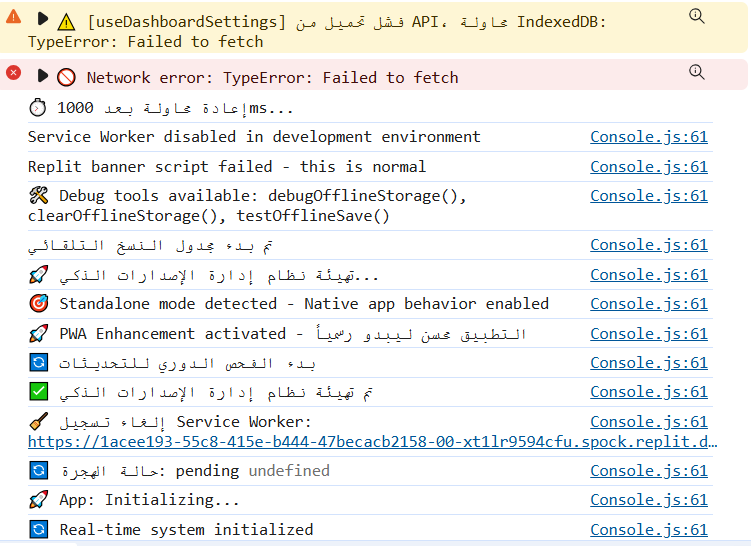 ⚠️ [useDashboardSettings] فشل تحميل من API، محاولة IndexedDB:
TypeError: Failed to fetch
🚫 Network error: TypeError: Failed to fetch
⏱️ إعادة محاولة بعد 1000ms...
Service Worker disabled in development environment Console.js:61
Replit banner script failed - this is normal Console.js:61
🛠️ Debug tools available: debugOfflineStorage(), Console.js:61
clearOfflineStorage(), testOfflineSave()
تم بدء مجدول النسخ التلقائي Console.js:61
🚀 تهيئة نظام إدارة الإصدارات الذكي... Console.js:61
🎯 Standalone mode detected - Native app behavior enabled Console.js:61
🚀 PWA Enhancement activated - التطبيق محسن ليبدو رسمياً Console.js:61
🔄 بدء الفحص الدوري للتحديثات Console.js:61
✅ تم تهيئة نظام إدارة الإصدارات الذكي Console.js:61
🧹 إلغاء تسجيل Service Worker: Console.js:61
https://1acee193-55c8-415e-b444-47becacb2158-00-xt1lr9594cfu.spock.replit.d…
🔄 حالة الهجرة: pending undefined Console.js:61
🚀 App: Initializing... Console.js:61
🔄 Real-time system initialized Console.js:61